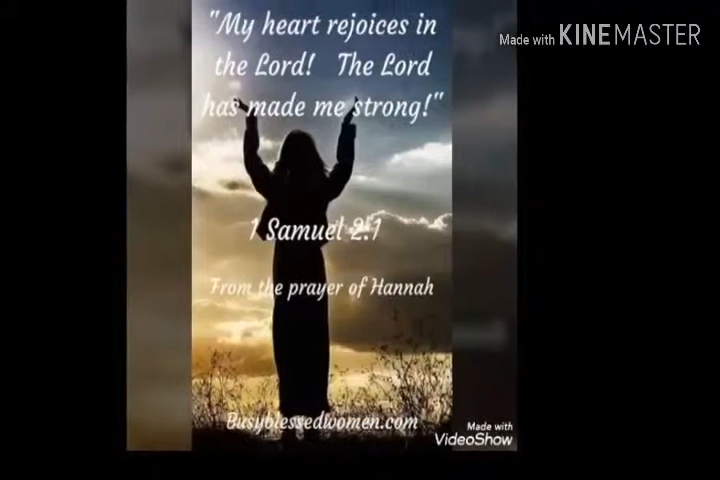 "My heart rejoices in
the Lord! The Lord
has made me strong!"
1 Samuel 2:1
From the prayer of Hannah
Busyblessedwomen.com
Made with
VideoShow
Made with KINEMASTER